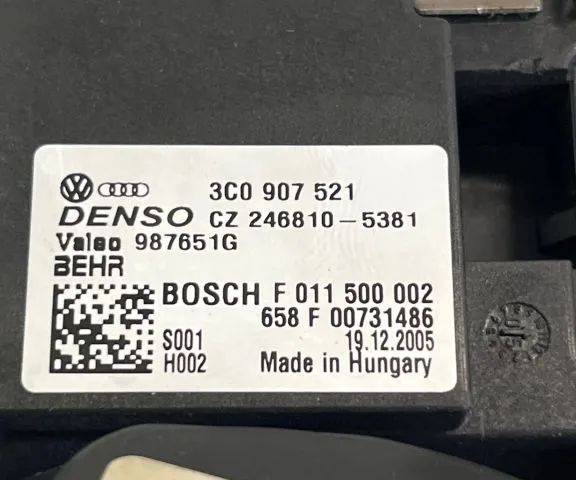 3C0 907 521
DENSO CZ 246810-5381
Valeo 987651G
BEHR
BOSCH F 011 500 002
658 F 00731486
S001 19.12.2005
H002 Made in Hungary